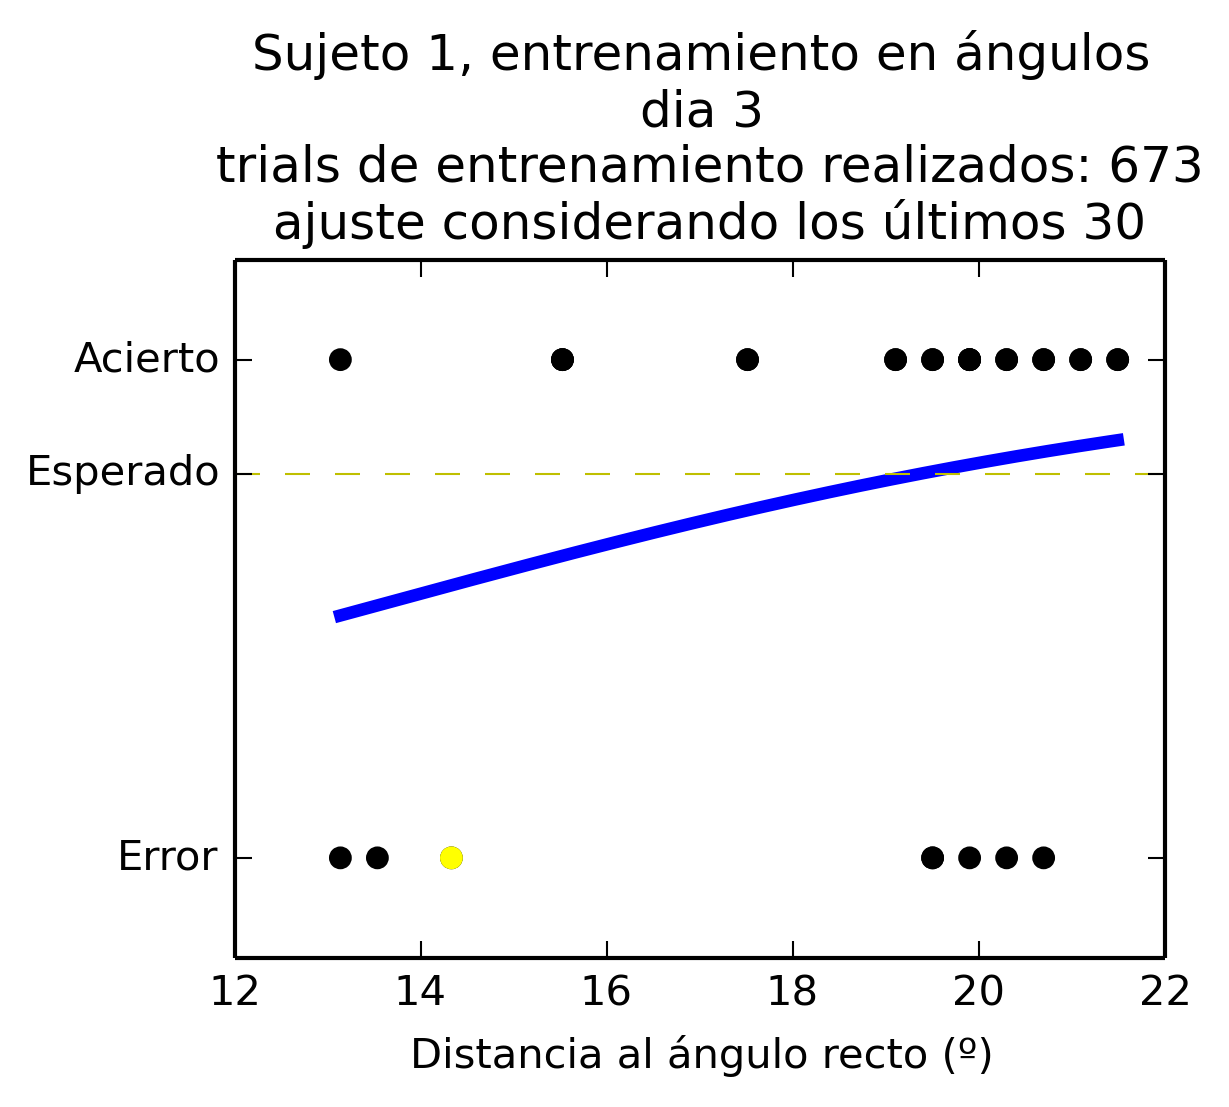 Sujeto 1, entrenamiento en ángulos
dia 3
trials de entrenamiento realizados: 673
ajuste considerando los últimos 30
Acierto
Esperado
Error
12 14 16 18 20 22
Distancia al ángulo recto (º)